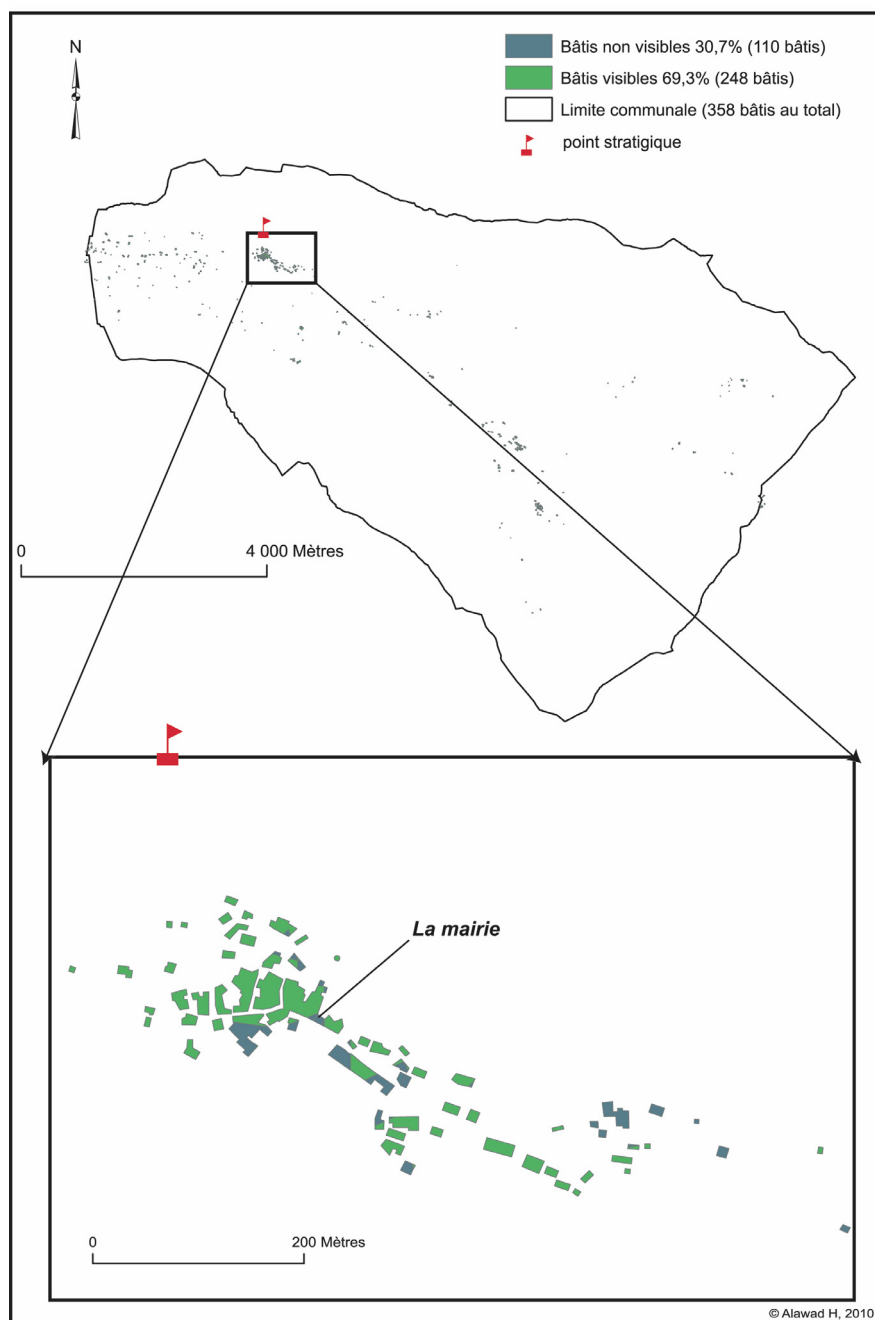 N
Bâtis non visibles 30,7% (110 bâtis)
Bâtis visibles 69,3% (248 bâtis)
Limite communale (358 bâtis au total)
point stratigique
0
4 000 Mètres
La mairie
0
200 Mètres
© Alawad H, 2010